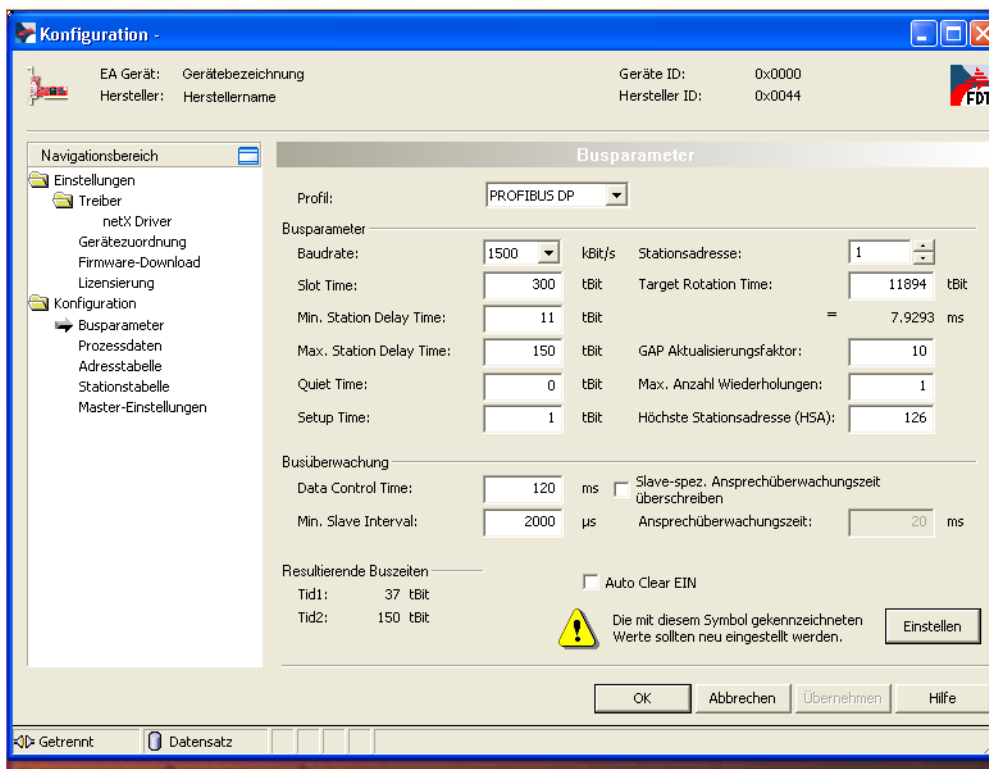 Konfiguration -
EA Gerät: Gerätebezeichnung Geräte ID: 0x0000
Hersteller: Herstellername Hersteller ID: 0x0044
FDT
Navigationsbereich
Einstellungen
Treiber
netX Driver
Gerätezuordnung
Firmware-Download
Lizensierung
Konfiguration
Busparameter
Prozessdaten
Adresstabelle
Stationstabelle
Master-Einstellungen
Busparameter
Profil: PROFIBUS DP
Busparameter
Baudrate: 1500 kBit/s Stationsadresse: 1
Slot Time: 300 tBit Target Rotation Time: 11894 tBit
Min. Station Delay Time: 11 tBit = 7.9293 ms
Max. Station Delay Time: 150 tBit GAP Aktualisierungsfaktor: 10
Quiet Time: 0 tBit Max. Anzahl Wiederholungen: 1
Setup Time: 1 tBit Höchste Stationsadresse (HSA): 126
Busüberwachung
Data Control Time: 120 ms Slave-spez. Ansprechüberwachungszeit
überschreiben
Min. Slave Interval: 2000 µs Ansprechüberwachungszeit: 20 ms
Resultierende Buszeiten
Tid1: 37 tBit
Tid2: 150 tBit
Auto Clear EIN
Die mit diesem Symbol gekennzeichneten
Werte sollten neu eingestellt werden.
Einstellen
OK Abbrechen Übernehmen Hilfe
Getrennt Datensatz